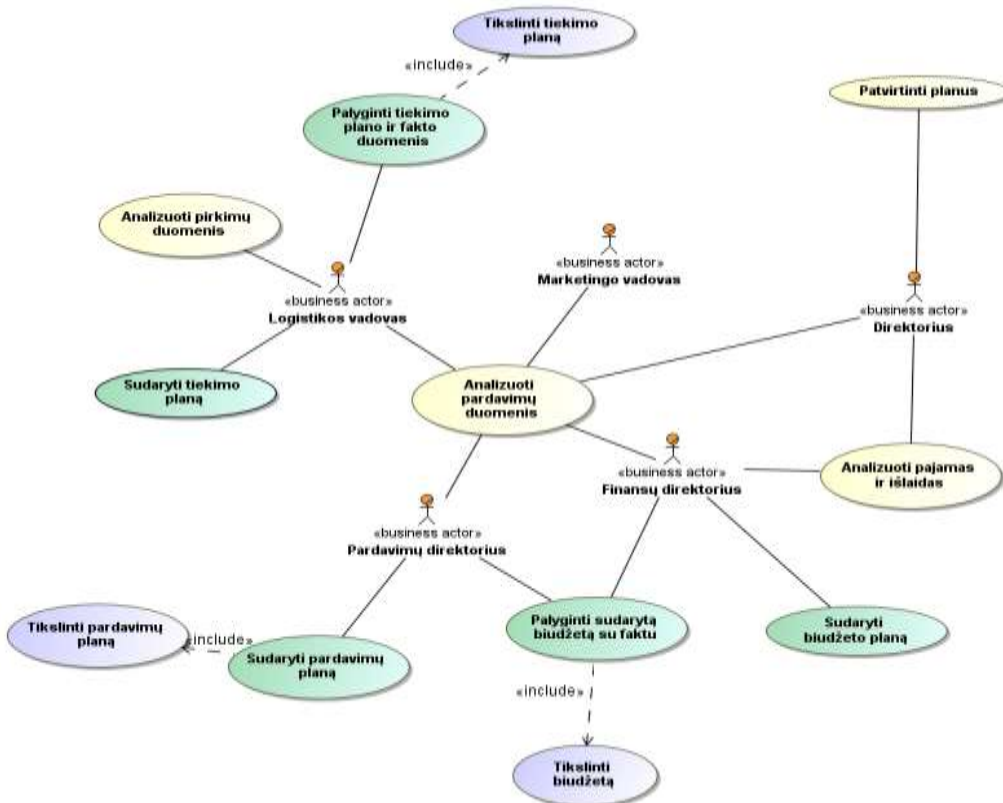 Tikslinti tiekimo
planą
«include»
Palyginti tiekimo
plano ir fakto
duomenis
Patvirtinti planus
Analizuoti pirkimų
duomenis
«business actor»
Marketingo vadovas
«business actor»
Logistikos vadovas
«business actor»
Direktorius
Sudaryti tiekimo
planą
Analizuoti
pardavimų
duomenis
«business actor»
Finansų direktorius
Analizuoti pajamas
ir išlaidas
«business actor»
Pardavimų direktorius
Tikslinti pardavimų
planą
«include»
Sudaryti pardavimų
planą
Palyginti sudarytą
biudžetą su faktu
Sudaryti
biudžeto planą
«include»
Tikslinti
biudžetą